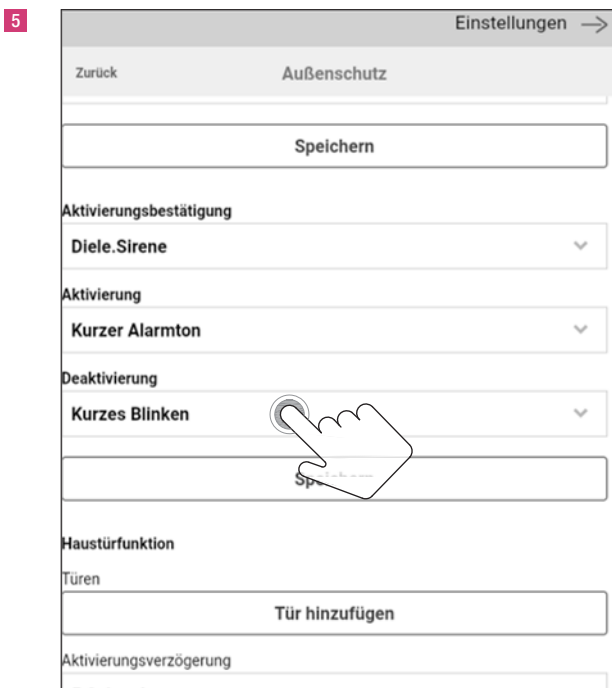 5
Einstellungen
Zurück Außenschutz
Speichern
Aktivierungsbestätigung
Diele.Sirene
Aktivierung
Kurzer Alarmton
Deaktivierung
Kurzes Blinken
Haustürfunktion
Türen
Tür hinzufügen
Aktivierungsverzögerung